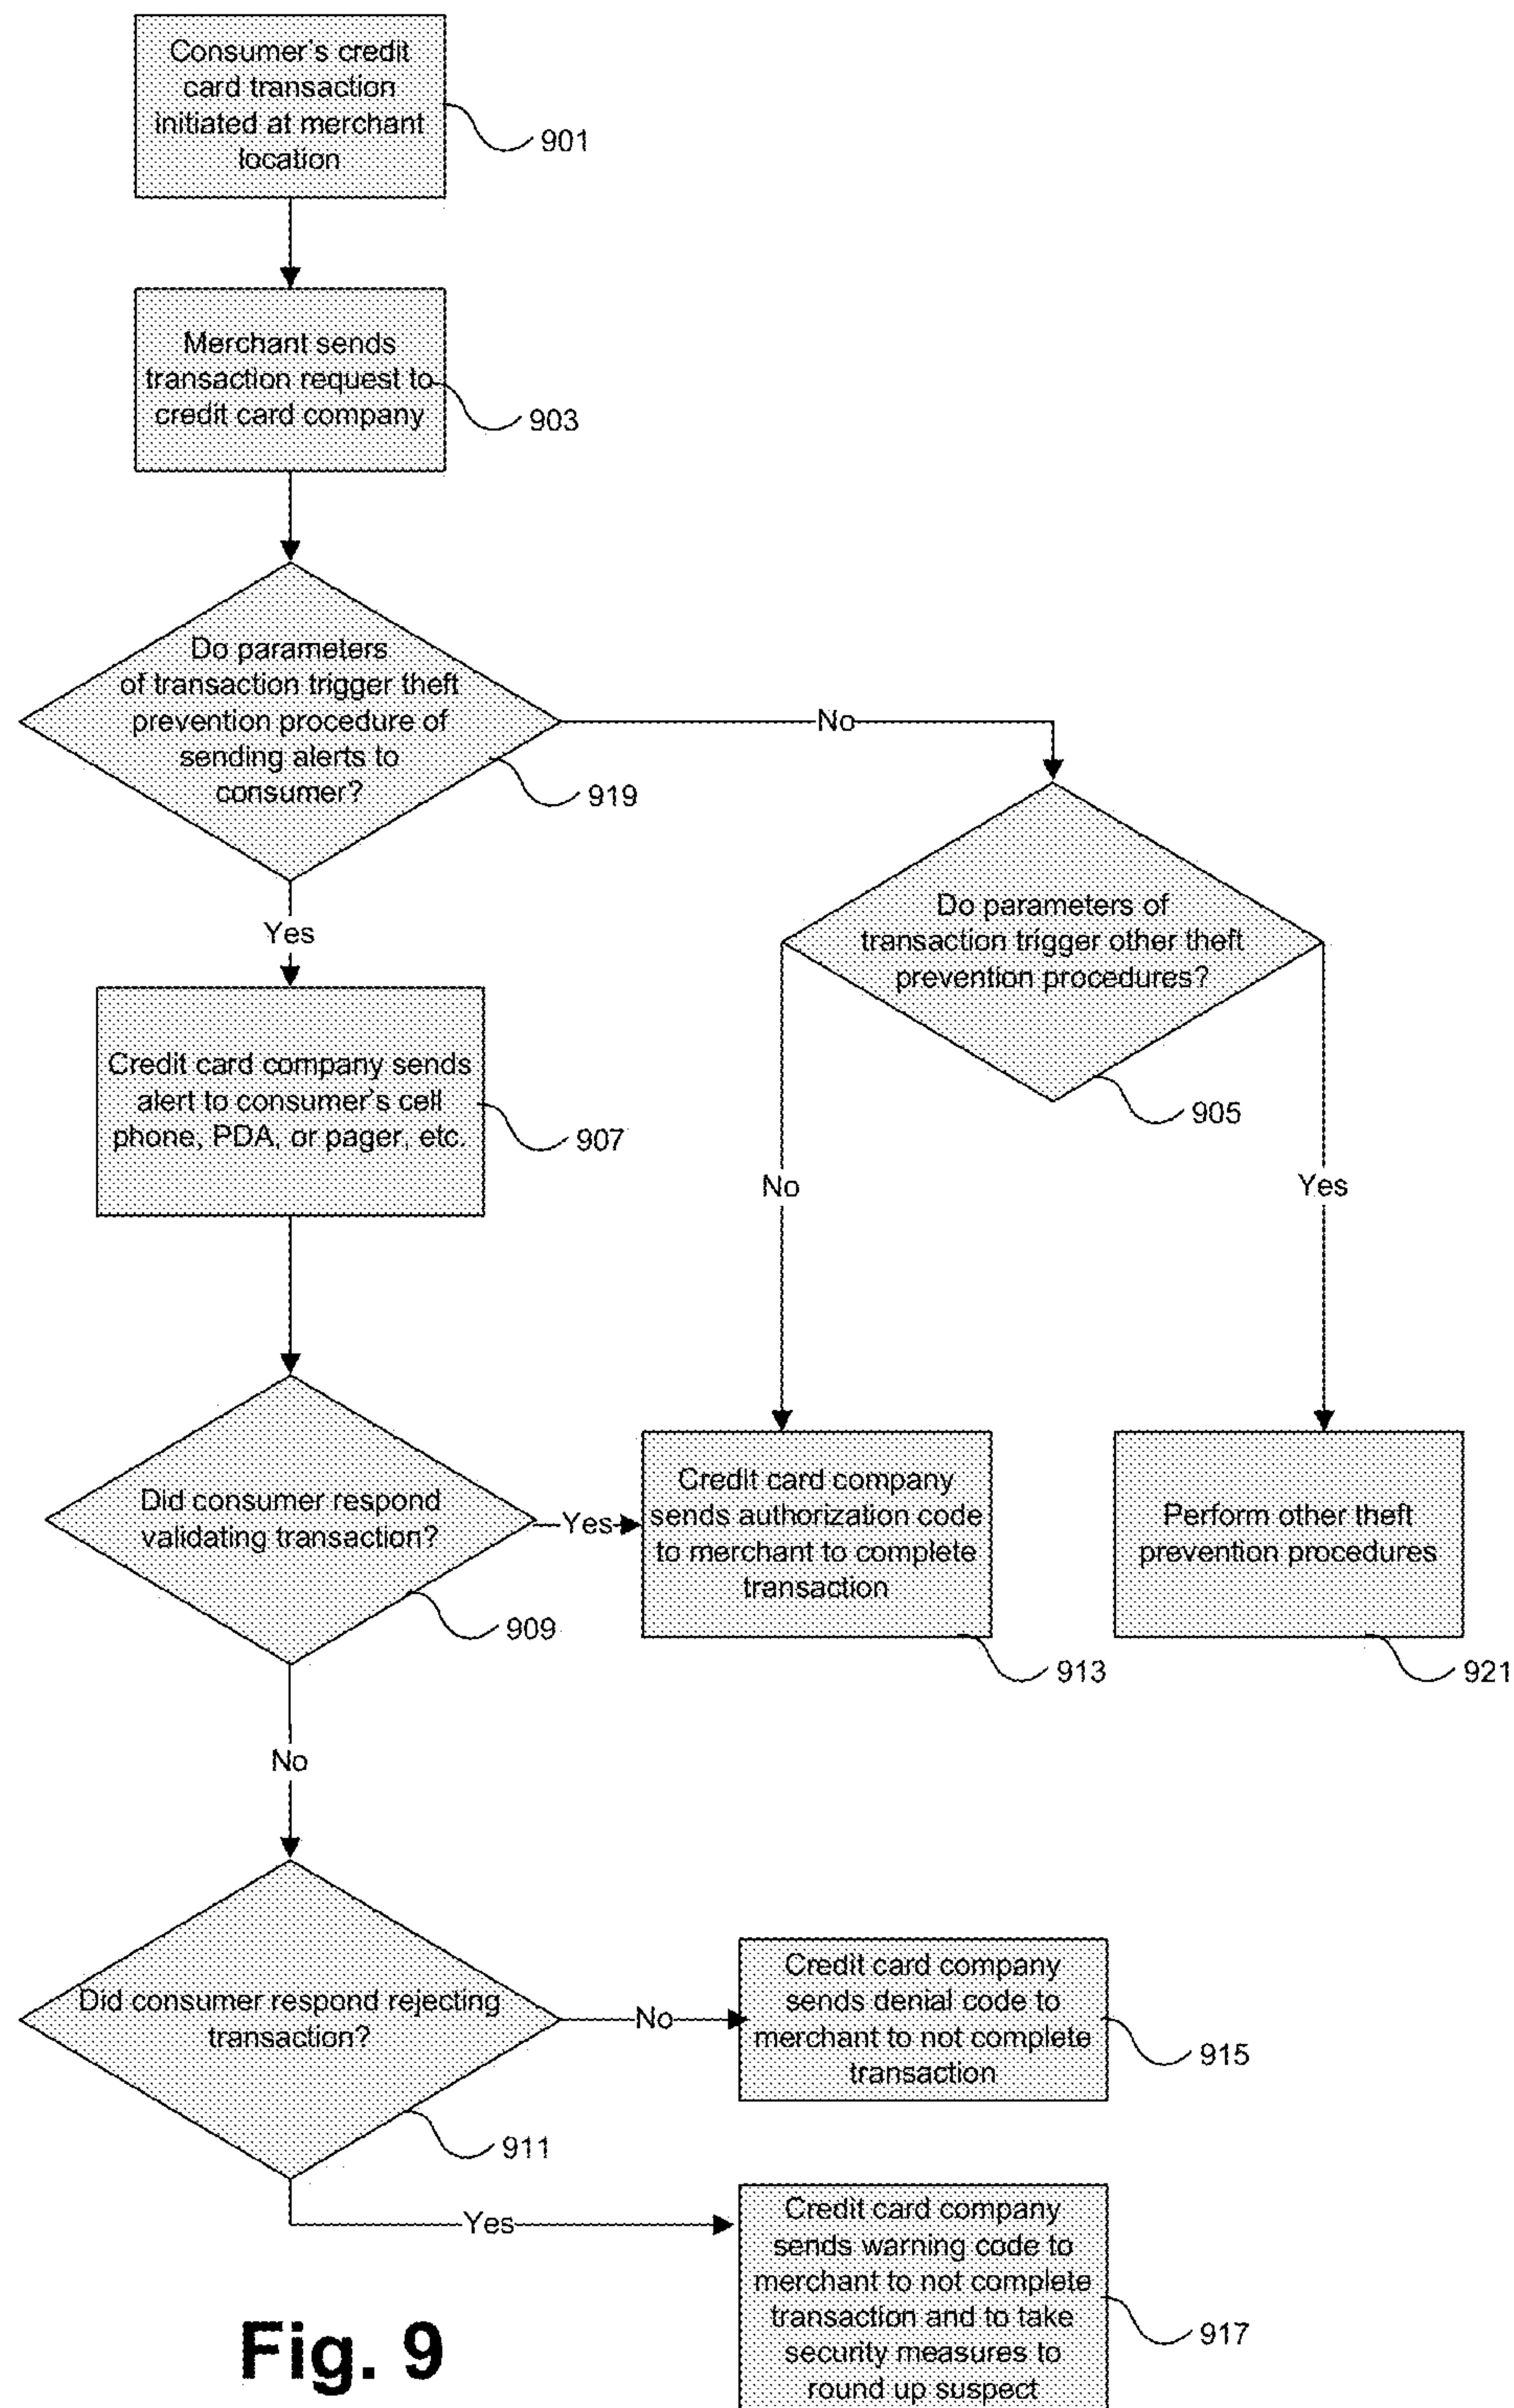 Consumer's credit
card transaction
initiated at merchant
location
901
Merchant sends
transaction request to
credit card company
903
Do parameters
of transaction trigger theft
prevention procedure of
sending alerts to
consumer?
919
No
Yes
Do parameters of
transaction trigger other theft
prevention procedures?
905
Credit card company sends
alert to consumer's cell
phone, PDA, or pager, etc.
907
No
Yes
Did consumer respond
validating transaction?
909
Yes
Credit card company
sends authorization code
to merchant to complete
transaction
913
Perform other theft
prevention procedures
921
No
Did consumer respond rejecting
transaction?
911
No
Credit card company
sends denial code to
merchant to not complete
transaction
915
Yes
Credit card company
sends warning code to
merchant to not complete
transaction and to take
security measures to
round up suspect
917
Fig. 9